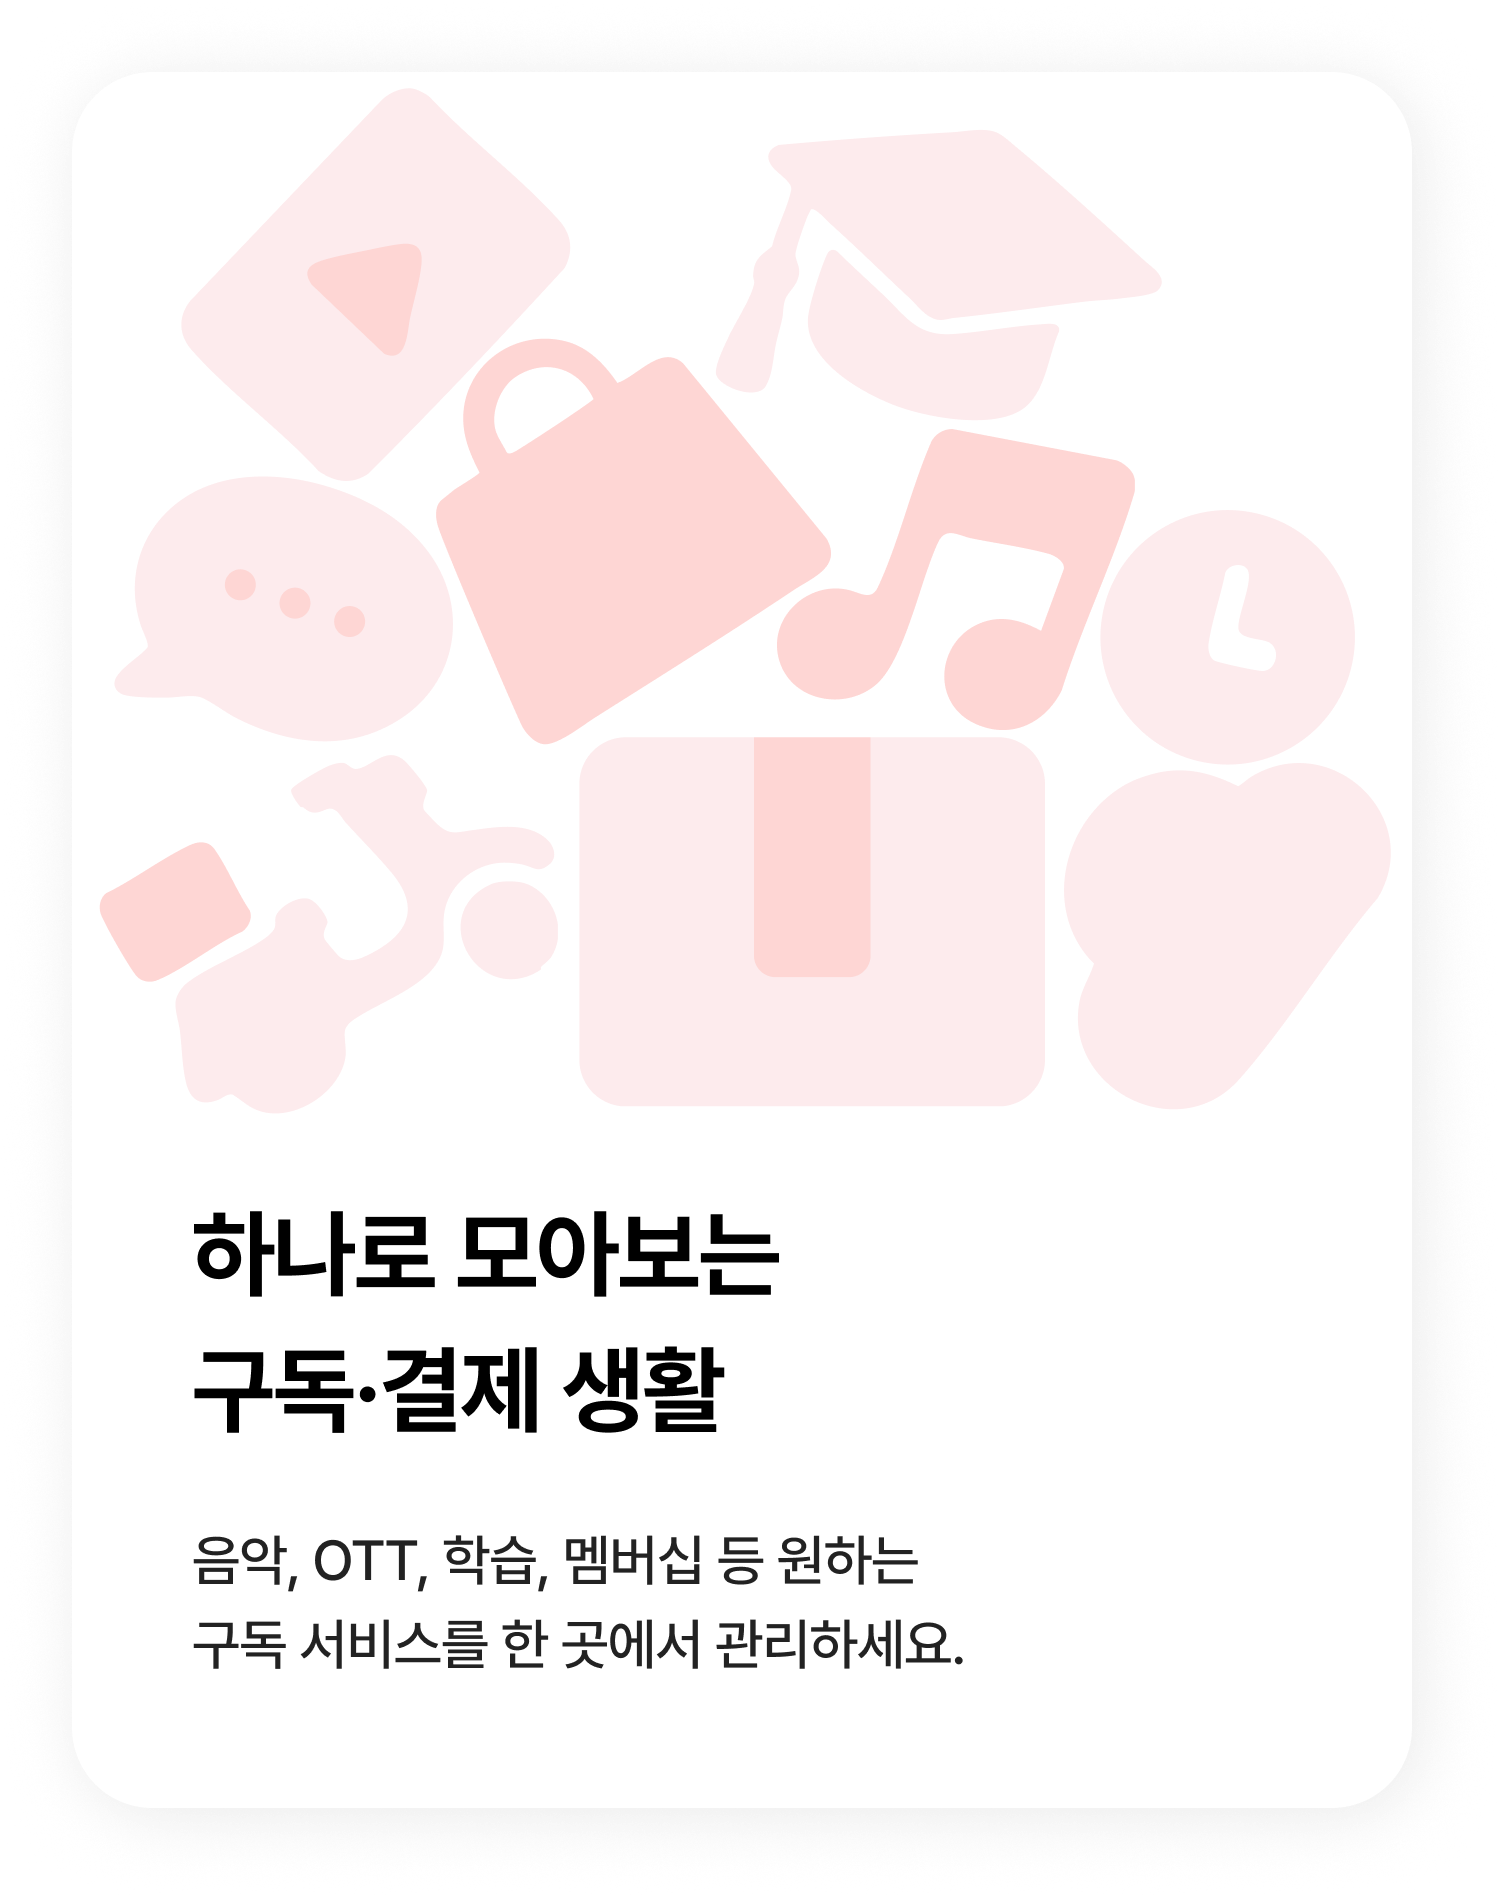 하나로 모아보는
구독·결제 생활
음악, OTT, 학습, 멤버십 등 원하는
구독 서비스를 한 곳에서 관리하세요.